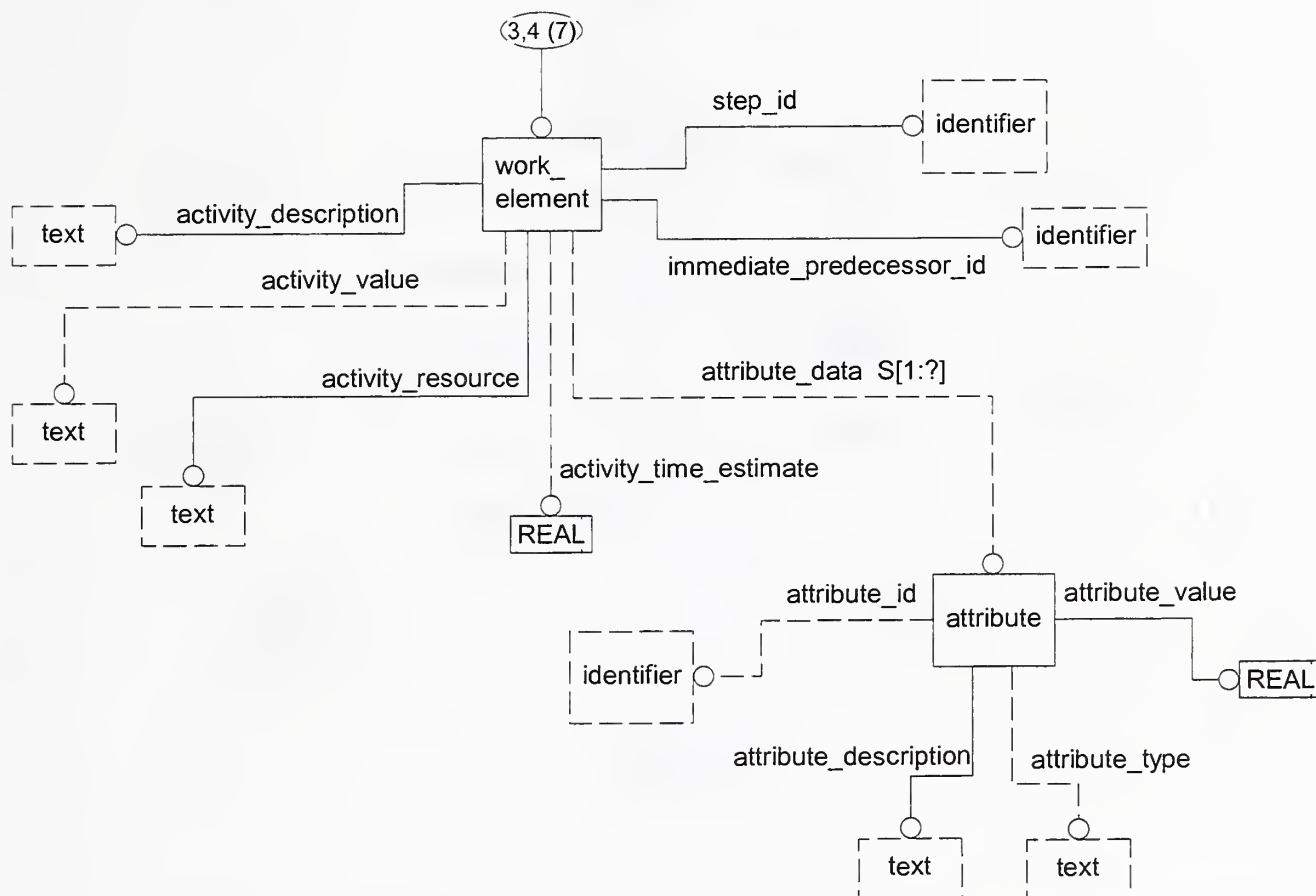 3,4 (7)
step_id
identifier
work_
element
activity_description
text
identifier
immediate_predecessor_id
activity_value
activity_resource
attribute_data S[1:?]
text
activity_time_estimate
text
REAL
attribute_id
attribute_value
attribute
identifier
REAL
attribute_description
attribute_type
text
text